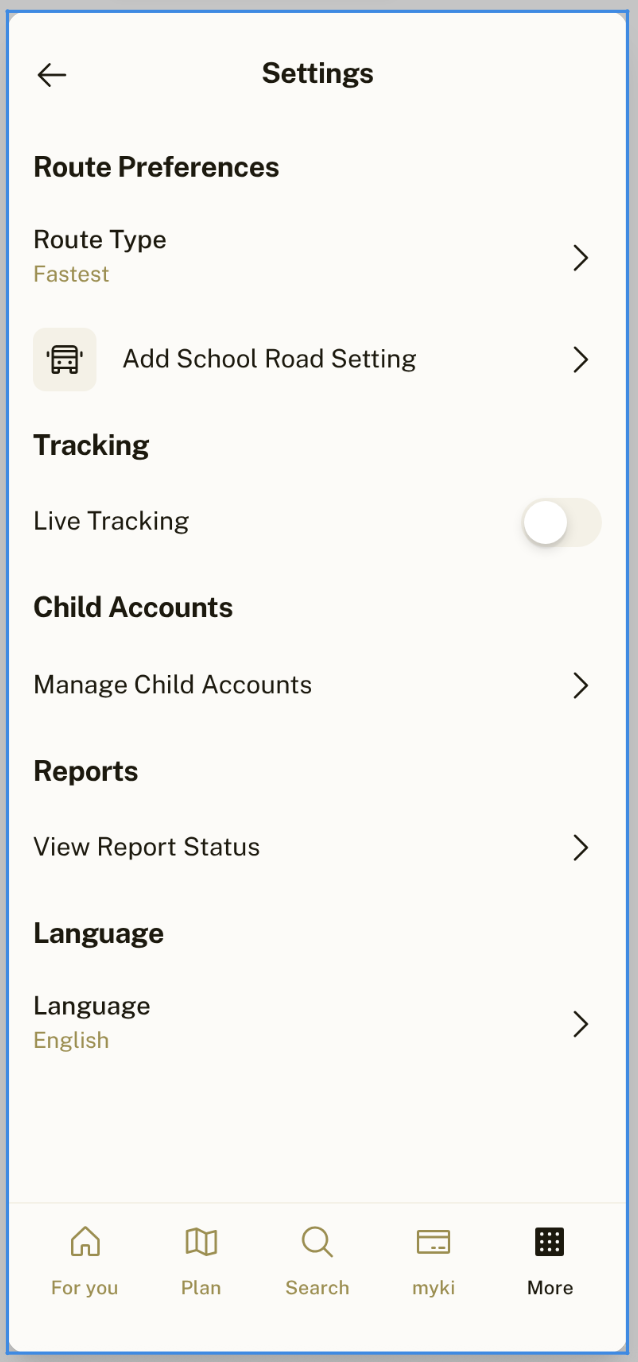 Settings
Route Preferences
Route Type
Fastest
Add School Road Setting
Tracking
Live Tracking
Child Accounts
Manage Child Accounts
Reports
View Report Status
Language
Language
English
For you
Plan
Search
myki
More